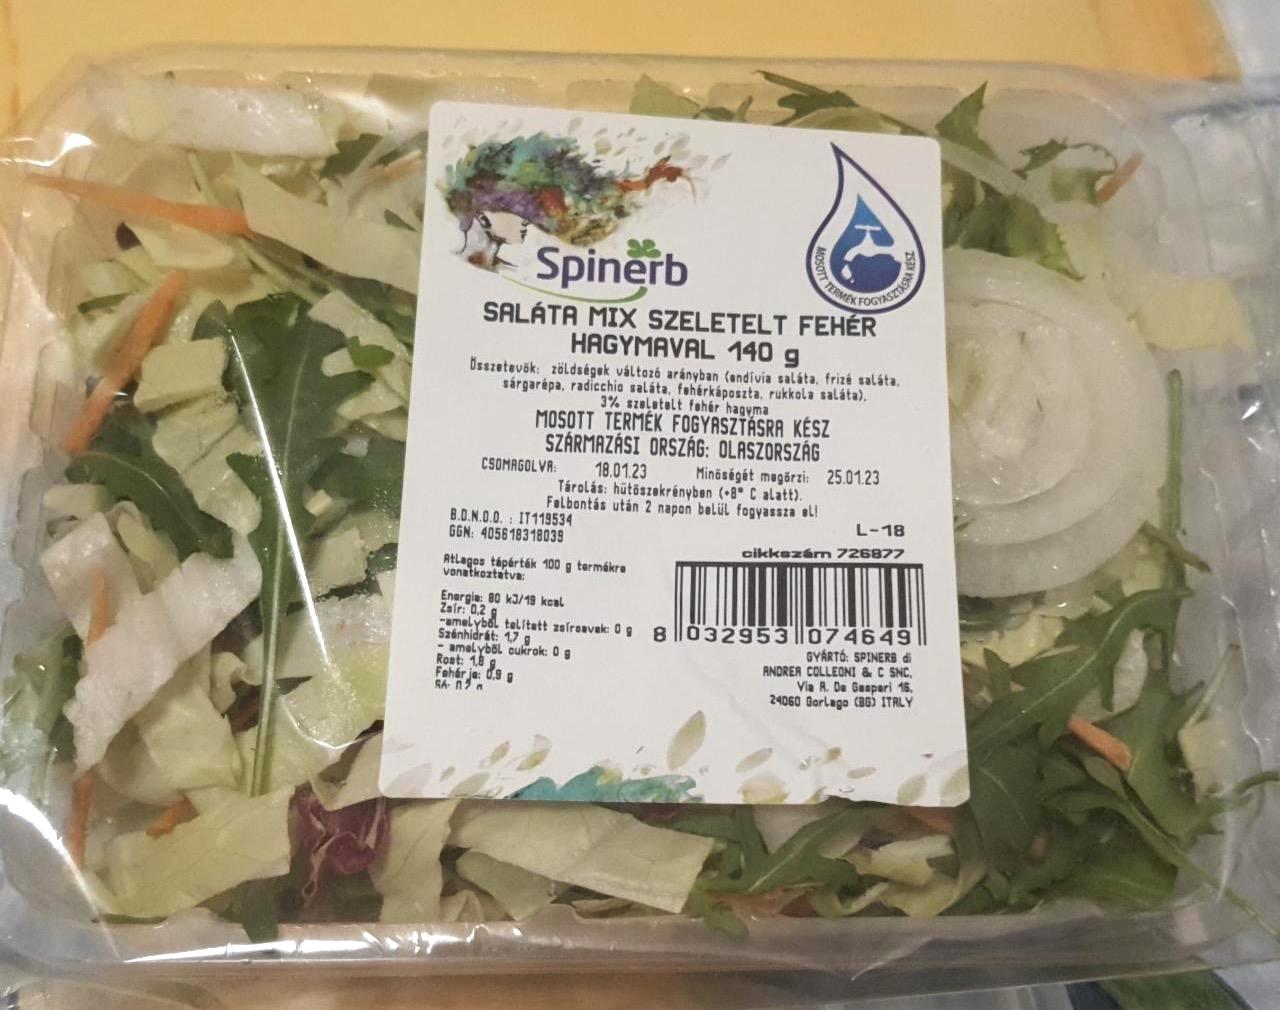 Spinerb
MOSOTT TERMÉK FOGYASZTÁSRA KÉSZ
SALÁTA MIX SZELETELT FEHÉR
HAGYMAVAL 140 g
Összetevők: zöldségek változó arányban (endívia saláta, frizé saláta,
sárgarépa, radicchio saláta, fehérkáposzta, rukkola saláta),
3% szeletelt fehér hagyma
MOSOTT TERMÉK FOGYASZTÁSRA KÉSZ
SZÁRMAZÁSI ORSZÁG: OLASZORSZÁG
CSOMAGOLVA: 18.01.23 Minőségét megőrzi: 25.01.23
Tárolás: hűtőszekrényben (+8° C alatt).
Felbontás után 2 napon belül fogyassza el!
B.D.N.O.O. : IT119534
GGN: 405618318039
L-18
cikkszám 726877
Átlagos tápérték 100 g termékre
vonatkoztatva:
Energia: 80 kJ/19 kcal
Zsír: 0,2 g
-amelyből telített zsírsavak: 0 g
Szénhidrát: 1,7 g
- amelyből cukrok: 0 g
Rost: 1,8 g
Fehérje: 0,9 g
8 032953 074649
GYÁRTÓ: SPINERB di
ANDREA COLLEONI & C SNC,
Via A. De Gasperi 16,
24060 Gorlago (BG) ITALY